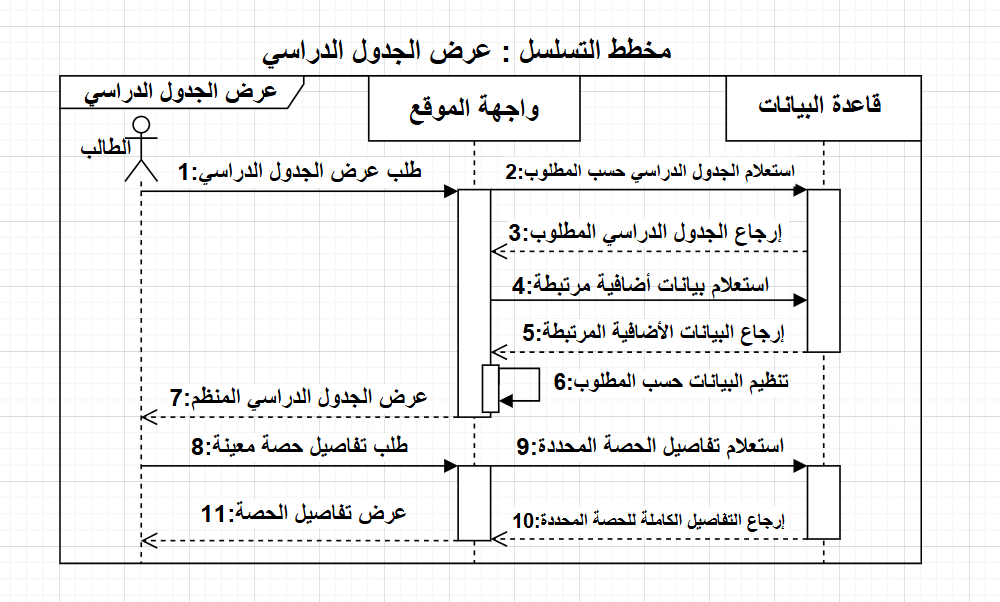 مخطط التسلسل : عرض الجدول الدراسي
عرض الجدول الدراسي
واجهة الموقع
قاعدة البيانات
الطالب
1:طلب عرض الجدول الدراسي
2:استعلام الجدول الدراسي حسب المطلوب
3:إرجاع الجدول الدراسي المطلوب
4:استعلام بيانات أضافية مرتبطة
5:إرجاع البيانات الأضافية المرتبطة
6:تنظيم البيانات حسب المطلوب
7:عرض الجدول الدراسي المنظم
8:طلب تفاصيل حصة معينة
9:استعلام تفاصيل الحصة المحددة
10:إرجاع التفاصيل الكاملة للحصة المحددة
11:عرض تفاصيل الحصة